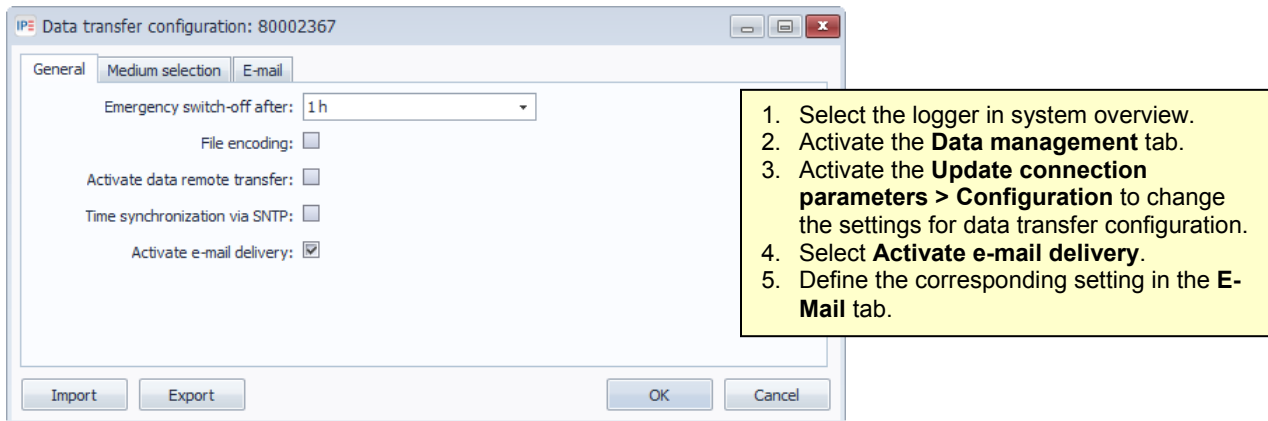 IPE Data transfer configuration: 80002367
General Medium selection E-mail
Emergency switch-off after: 1 h
File encoding:
Activate data remote transfer:
Time synchronization via SNTP:
Activate e-mail delivery:
Import Export OK Cancel
1. Select the logger in system overview.
2. Activate the Data management tab.
3. Activate the Update connection
parameters > Configuration to change
the settings for data transfer configuration.
4. Select Activate e-mail delivery.
5. Define the corresponding setting in the E-
Mail tab.